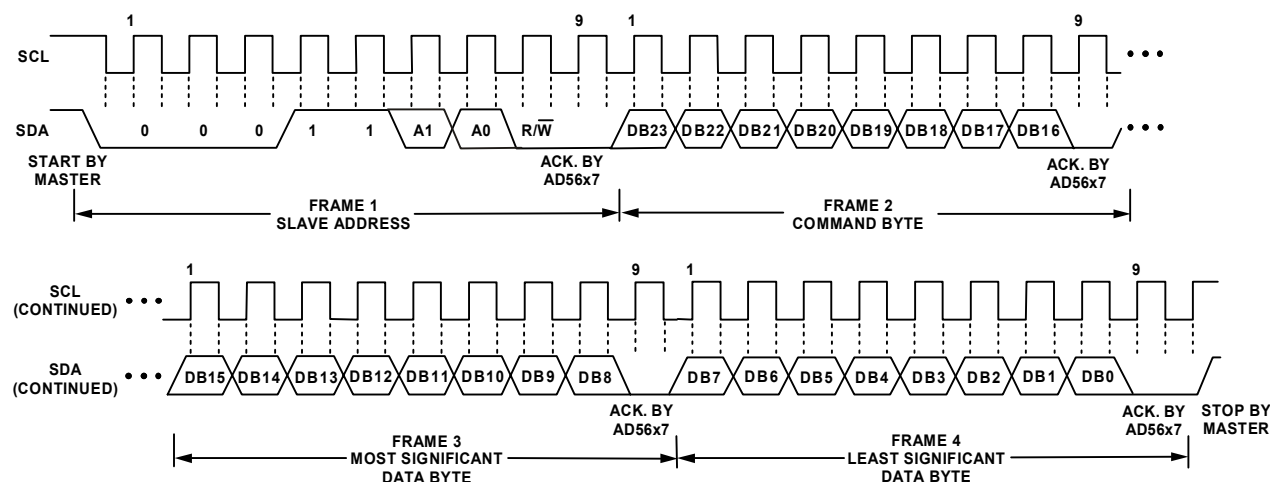 1 9 1 9
SCL
SDA 0 0 0 1 1 A1 A0 R/W̅ DB23 DB22 DB21 DB20 DB19 DB18 DB17 DB16
START BY
MASTER
ACK. BY
AD56x7
ACK. BY
AD56x7
FRAME 1
SLAVE ADDRESS
FRAME 2
COMMAND BYTE
1 9 1 9
SCL
(CONTINUED)
SDA
(CONTINUED)
DB15 DB14 DB13 DB12 DB11 DB10 DB9 DB8 DB7 DB6 DB5 DB4 DB3 DB2 DB1 DB0
ACK. BY
AD56x7
ACK. BY
AD56x7
STOP BY
MASTER
FRAME 3
MOST SIGNIFICANT
DATA BYTE
FRAME 4
LEAST SIGNIFICANT
DATA BYTE